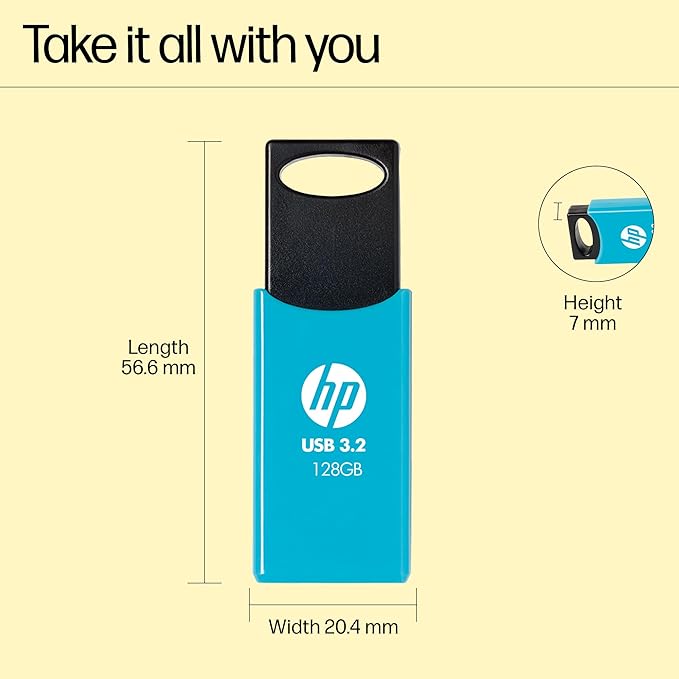 Take it all with you
Length
56.6 mm
hp
USB 3.2
128GB
Width 20.4 mm
hp
Height
7 mm